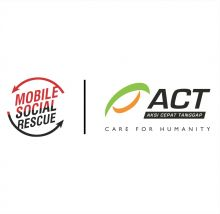 MOBILE
SOCIAL
RESCUE
ACT
AKSI CEPAT TANGGAP
CARE FOR HUMANITY